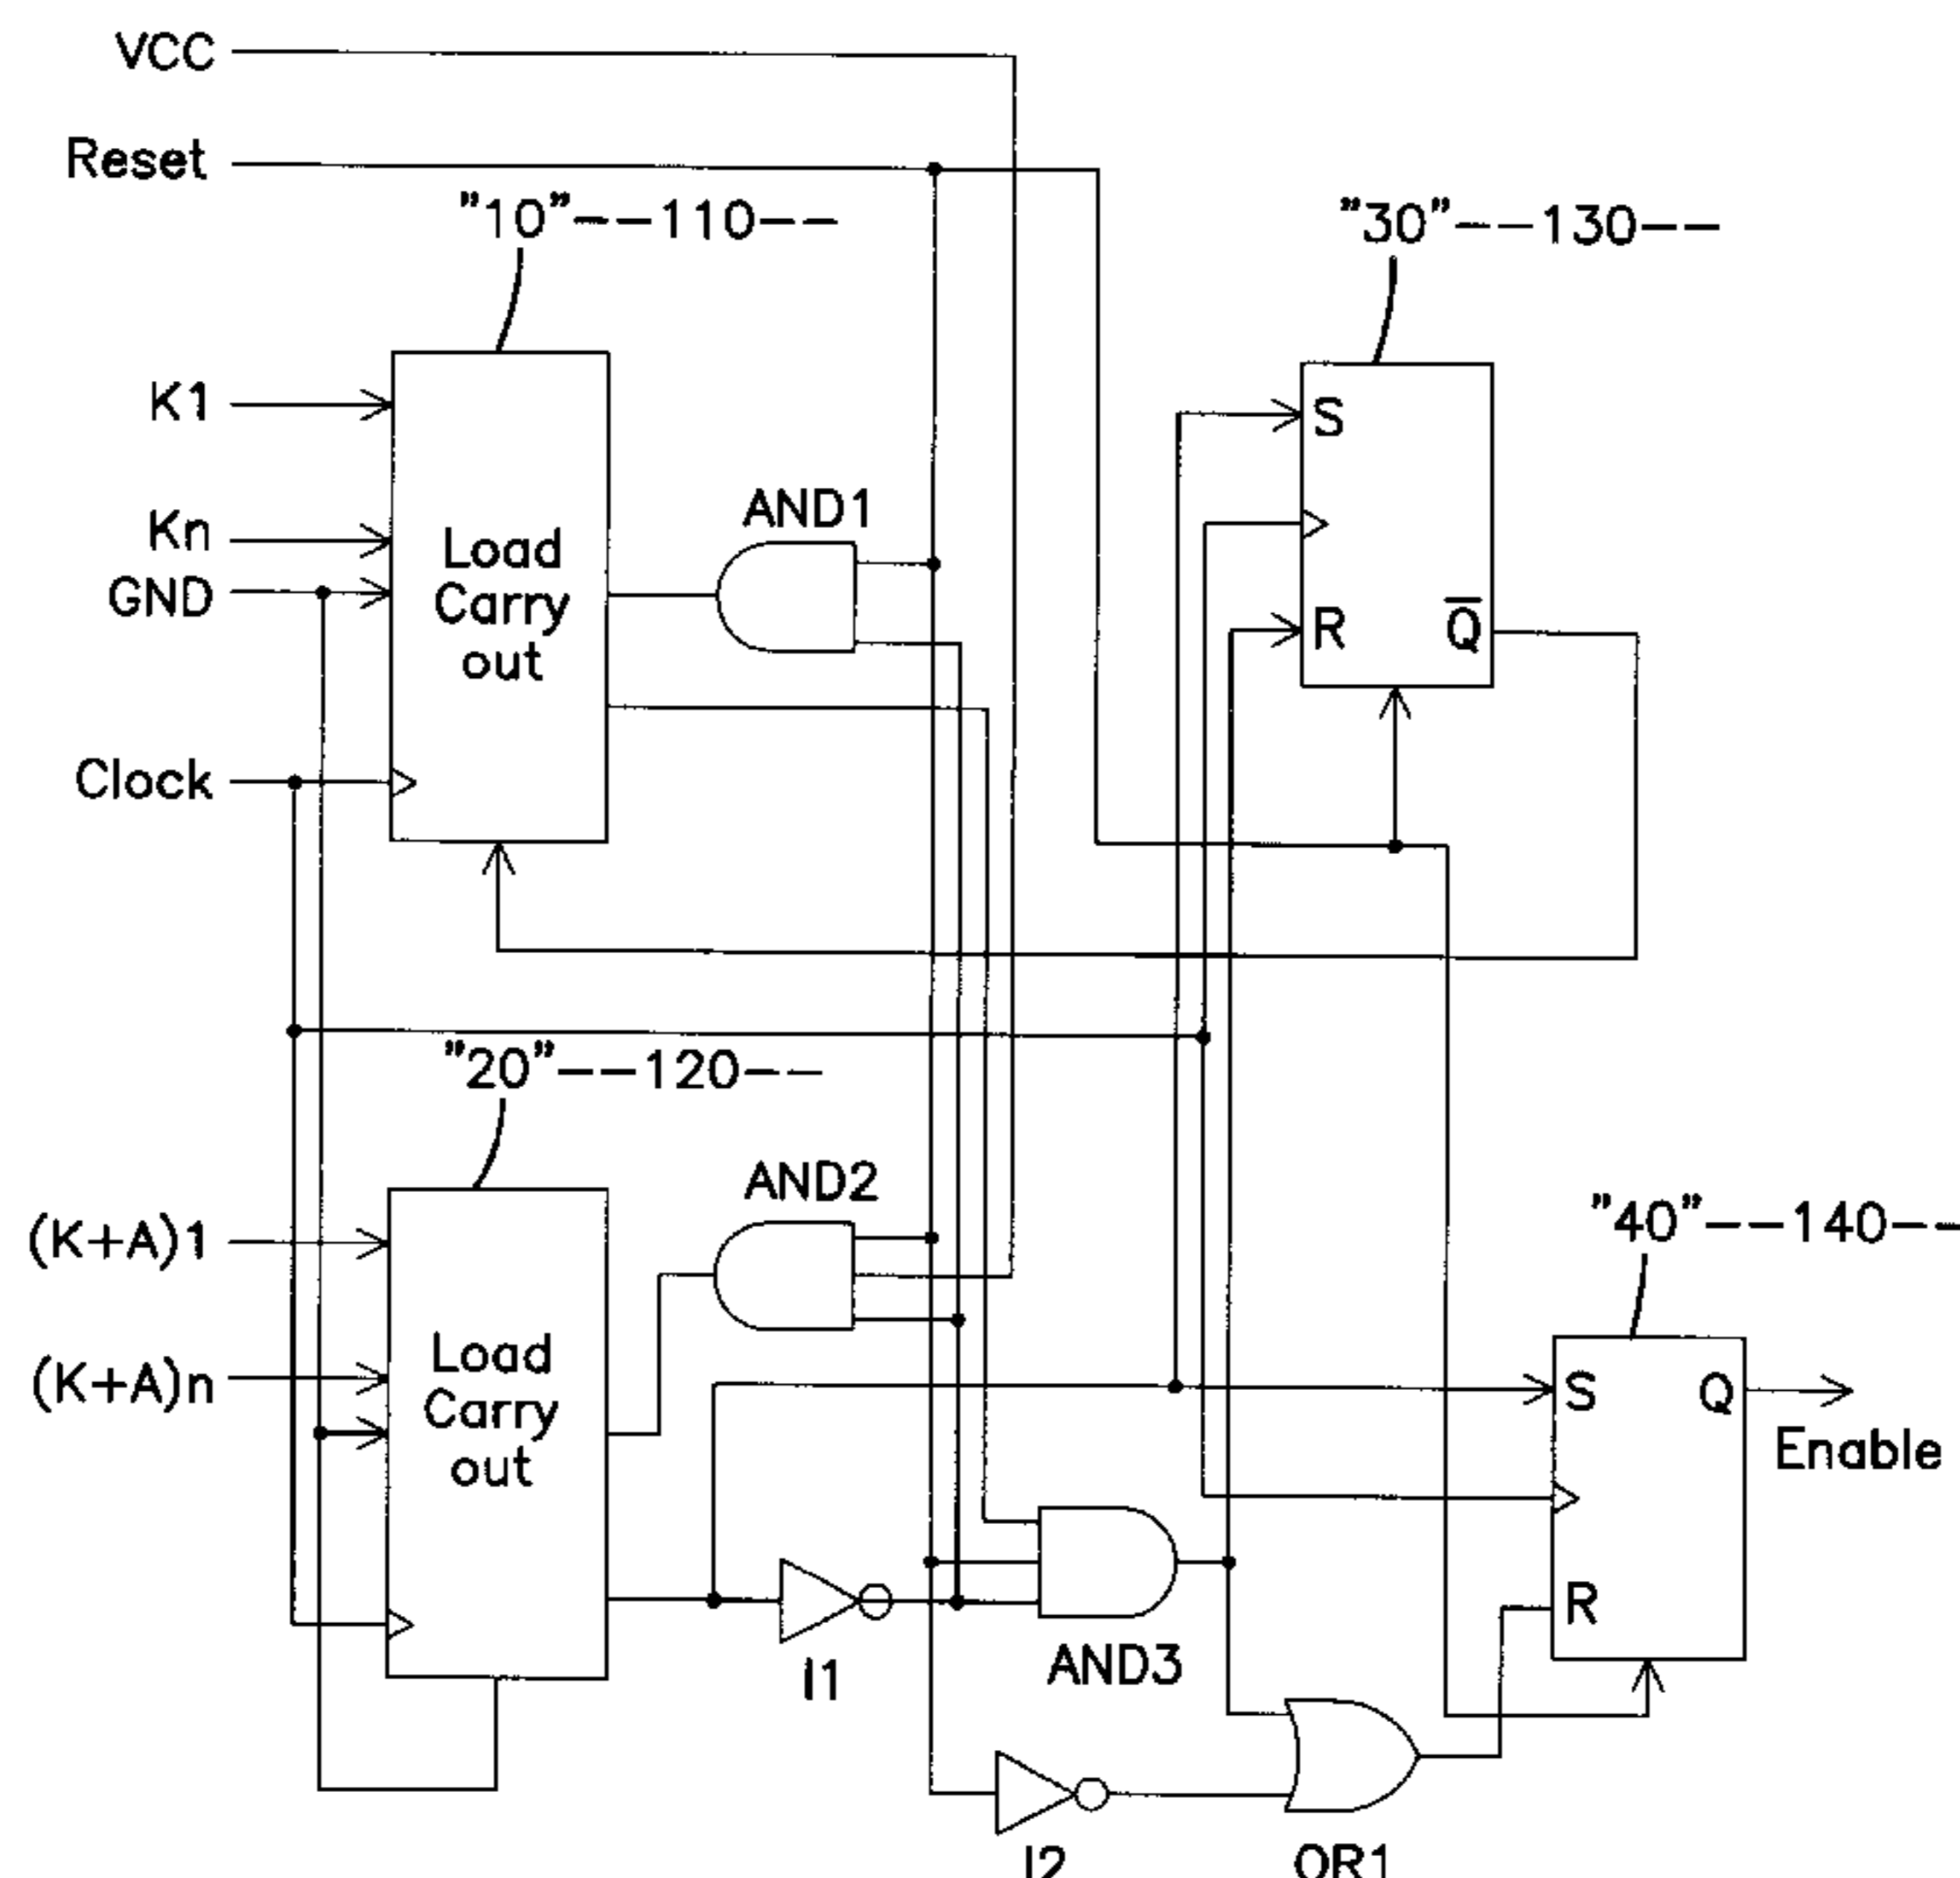 VCC
Reset
"10"--110--
"30"--130--
K1
S
AND1
Kn
Load
GND
Carry
R
Q
out
Clock
"20"--120--
AND2
(K+A)1
"40"--140--
Load
(K+A)n
S
Q
Carry
Enable
out
R
AND3
I1
I2
OR1